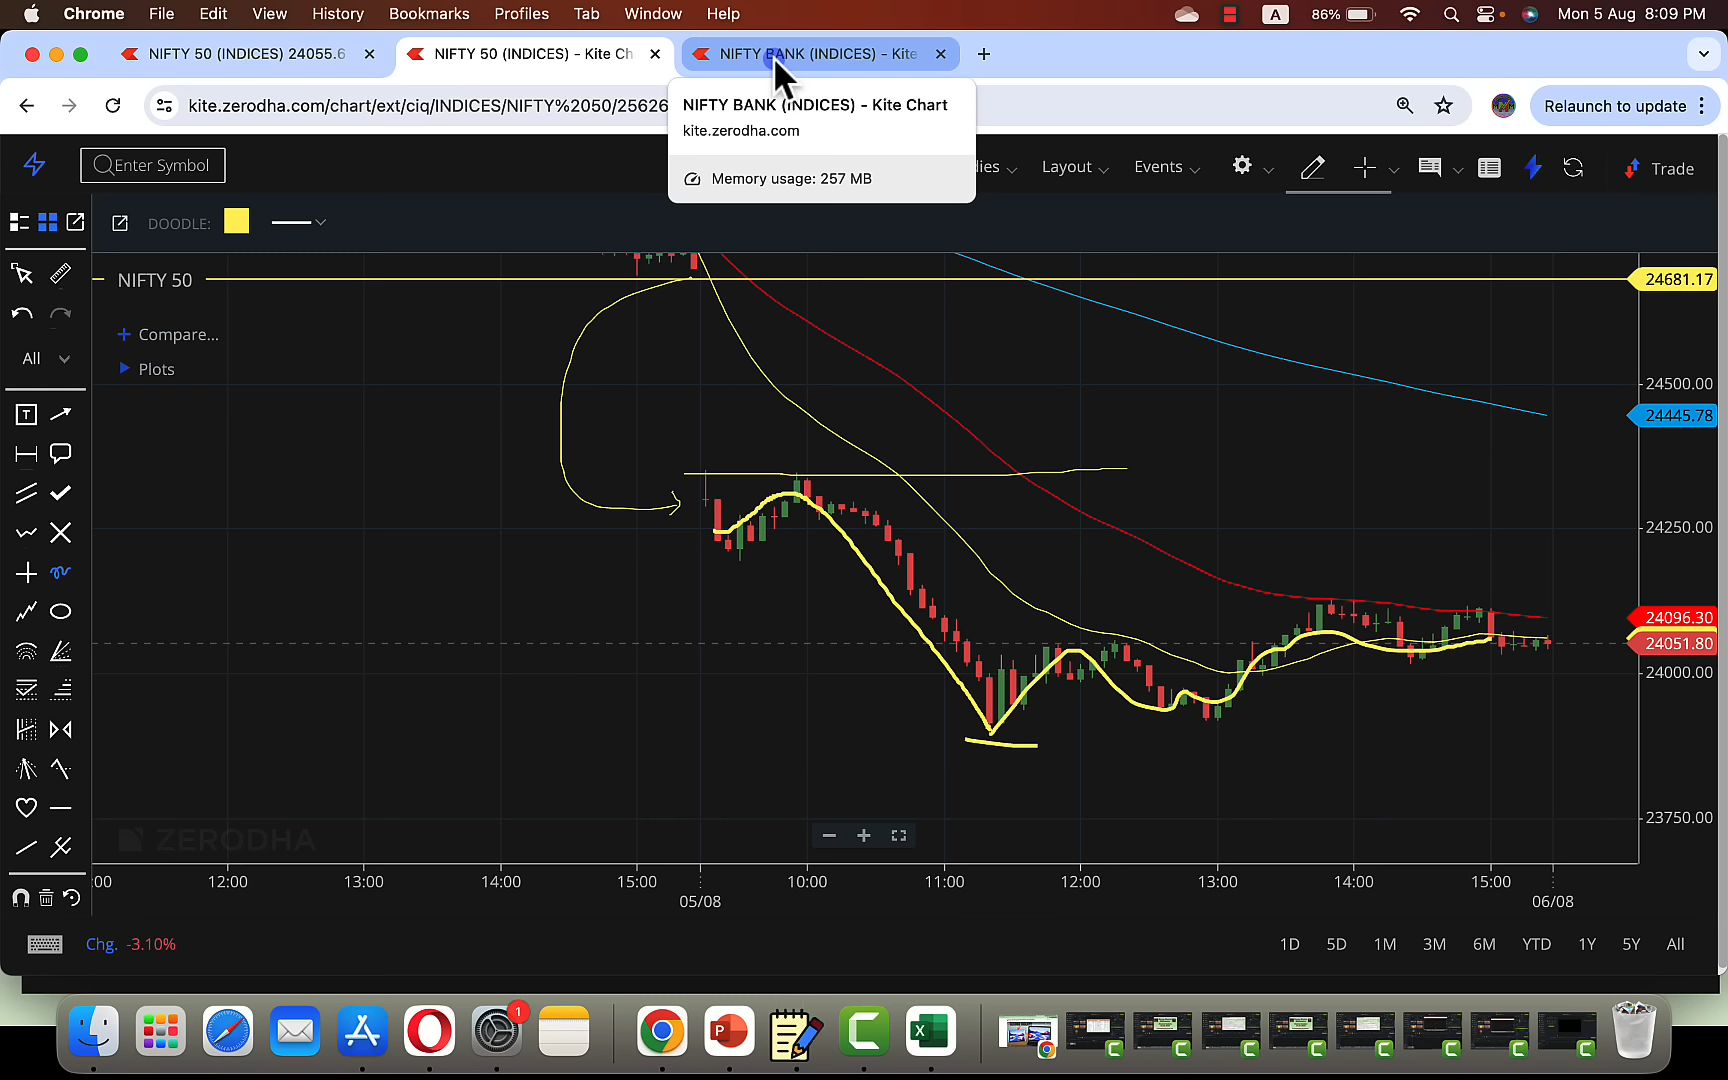 Chrome File Edit View History Bookmarks Profiles Tab Window Help A 86% Mon 5 Aug 8:09 PM
NIFTY 50 (INDICES) 24055.6 NIFTY 50 (INDICES) – Kite Ch NIFTY BANK (INDICES) – Kite
kite.zerodha.com/chart/ext/ciq/INDICES/NIFTY%2050/25626 Relaunch to update
NIFTY BANK (INDICES) – Kite Chart
kite.zerodha.com
Memory usage: 257 MB
Enter Symbol dies Layout Events Trade
DOODLE:
NIFTY 50
Compare...
Plots
All
T
24681.17
24500.00
24445.78
24250.00
24096.30
24051.80
24000.00
23750.00
ZERODHA
:00 12:00 13:00 14:00 15:00 10:00 11:00 12:00 13:00 14:00 15:00
05/08 06/08
Chg. -3.10% 1D 5D 1M 3M 6M YTD 1Y 5Y All
1
P
C
X